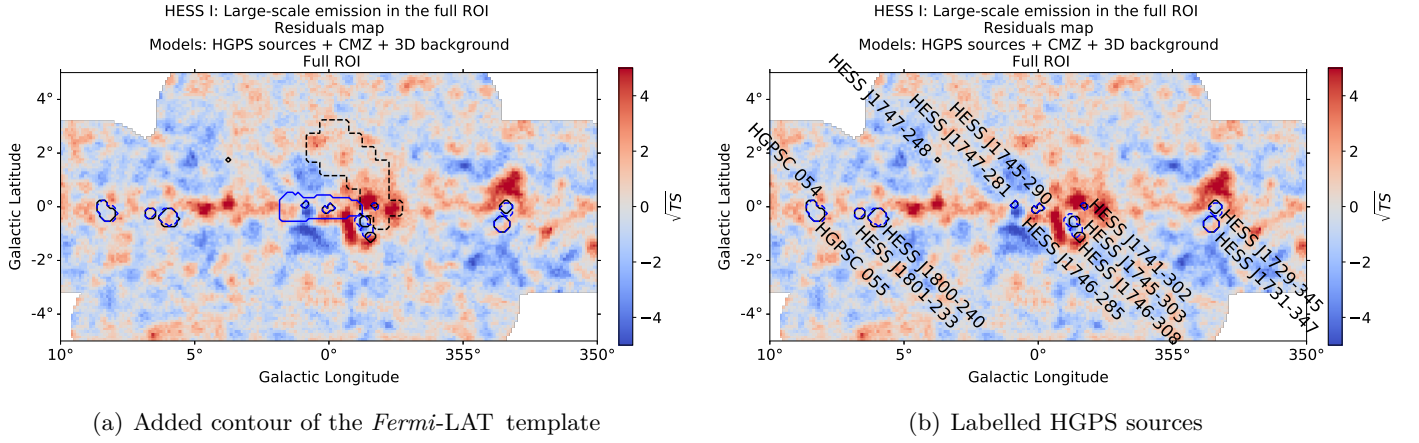 HESS I: Large-scale emission in the full ROI
Residuals map
Models: HGPS sources + CMZ + 3D background
Full ROI
4°
2°
0°
−2°
−4°
10°
5°
0°
355°
350°
Galactic Latitude
Galactic Longitude
4
2
0
−2
−4
√TS
(a) Added contour of the Fermi-LAT template
HESS I: Large-scale emission in the full ROI
Residuals map
Models: HGPS sources + CMZ + 3D background
Full ROI
4°
2°
0°
−2°
−4°
10°
5°
0°
355°
350°
Galactic Latitude
Galactic Longitude
HGPSC 054
HESS J1747-248
HESS J1747-281
HESS J1745-290
HGPSC 055
HESS J1801-233
HESS J1800-240
HESS J1746-285
HESS J1746-308
HESS J1745-303
HESS J1741-302
HESS J1731-347
HESS J1729-345
4
2
0
−2
−4
√TS
(b) Labelled HGPS sources